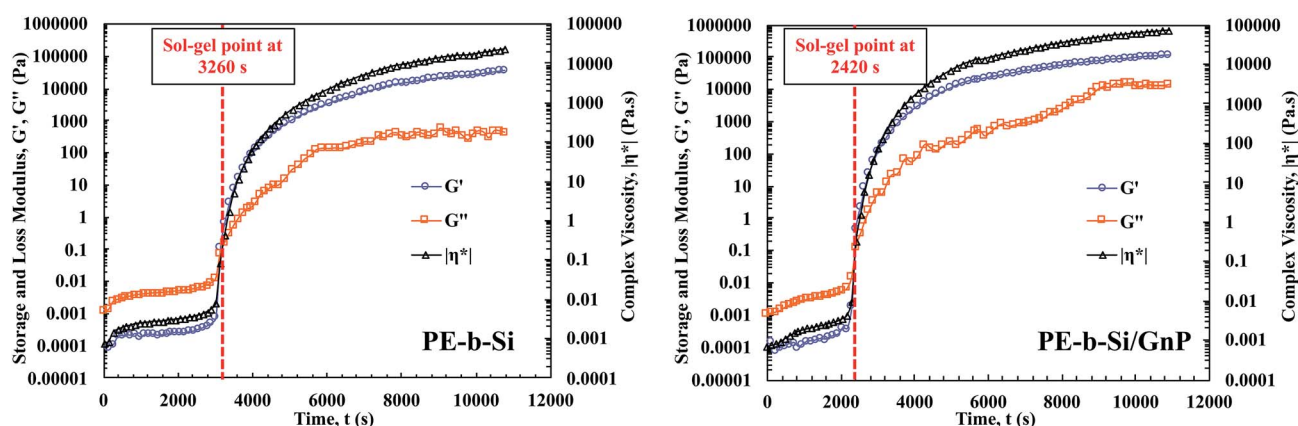 Storage and Loss Modulus, G', G" (Pa)
1000000
100000
10000
1000
100
10
1
0.1
0.01
0.001
0.0001
0.00001
Sol-gel point at
3260 s
G'
G"
|η*|
PE-b-Si
0 2000 4000 6000 8000 10000 12000
Time, t (s)
100000
10000
1000
100
10
1
0.1
0.01
0.001
0.0001
Complex Viscosity, |η*| (Pa.s)
Storage and Loss Modulus, G', G" (Pa)
1000000
100000
10000
1000
100
10
1
0.1
0.01
0.001
0.0001
0.00001
Sol-gel point at
2420 s
G'
G"
|η*|
PE-b-Si/GnP
0 2000 4000 6000 8000 10000 12000
Time, t (s)
100000
10000
1000
100
10
1
0.1
0.01
0.001
0.0001
Complex Viscosity, |η*| (Pa.s)